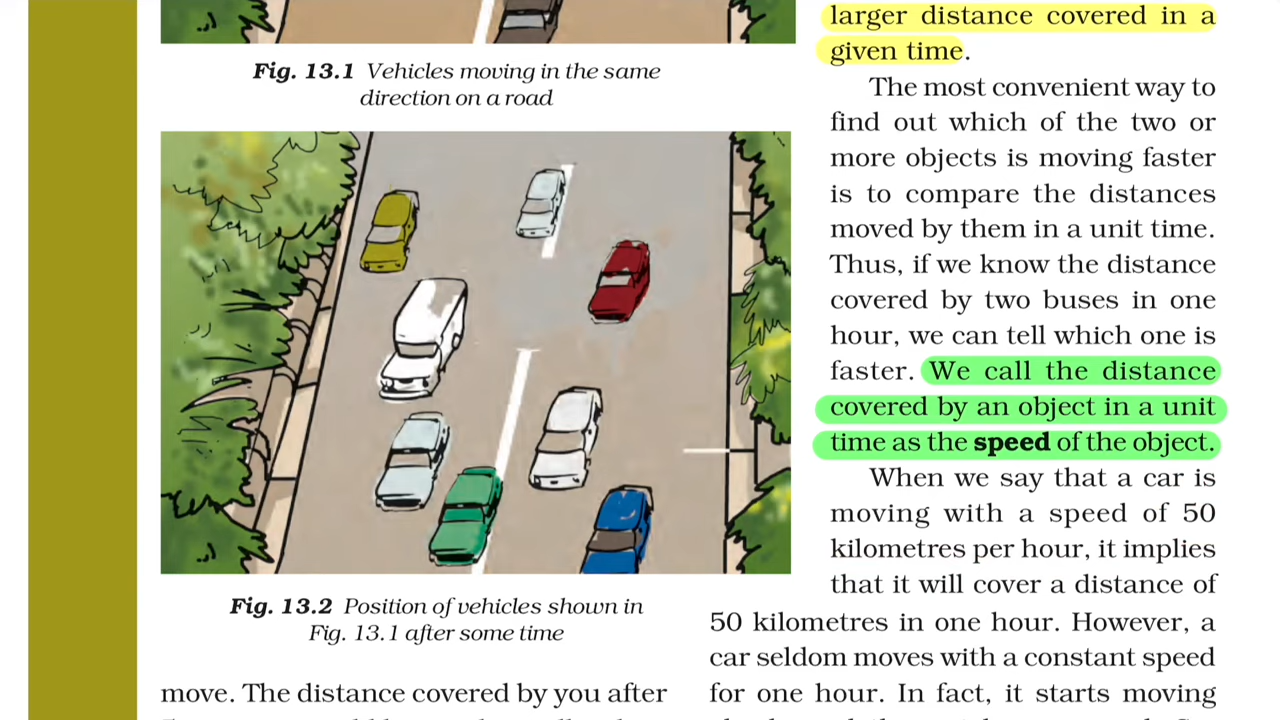 larger distance covered in a
given time.
Fig. 13.1 Vehicles moving in the same
direction on a road
The most convenient way to
find out which of the two or
more objects is moving faster
is to compare the distances
moved by them in a unit time.
Thus, if we know the distance
covered by two buses in one
hour, we can tell which one is
faster. We call the distance
covered by an object in a unit
time as the speed of the object.
When we say that a car is
moving with a speed of 50
kilometres per hour, it implies
that it will cover a distance of
50 kilometres in one hour. However, a
car seldom moves with a constant speed
for one hour. In fact, it starts moving
Fig. 13.2 Position of vehicles shown in
Fig. 13.1 after some time
move. The distance covered by you after